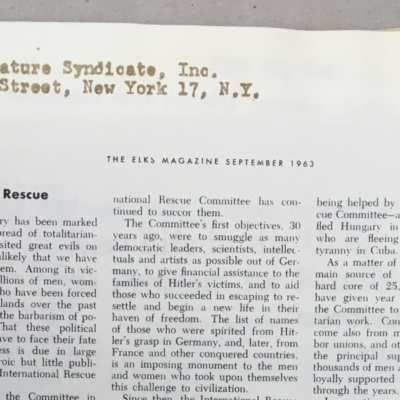 ature Syndicate, Inc.
Street, New York 17, N.Y.
THE ELKS MAGAZINE SEPTEMBER 1963
Rescue
ry has been marked
pread of totalitarian-
sited great evils on
unlikely that we have
em. Among its vic-
llions of men, wom-
ho have been forced
lands over the past
the barbarism of po-
That these political
ave to face their fate
ess is due in large
roic but little publi-
International Rescue
the Committee in
national Rescue Committee has con-
tinued to succor them.
The Committee's first objectives, 30
years ago, were to smuggle as many
democratic leaders, scientists, intellec-
tuals and artists as possible out of Ger-
many, to give financial assistance to the
families of Hitler's victims, and to aid
those who succeeded in escaping to re-
settle and begin a new life in their
haven of freedom. The list of names
of those who were spirited from Hit-
ler's grasp in Germany, and, later, from
France and other conquered countries,
is an imposing monument to the men
and women who took upon themselves
this challenge to civilization.
Since then, the International Rescue
being helped by
cue Committee—a
fled Hungary in
who are fleeing
tyranny in Cuba.
As a matter of
main source of
hard core of 25,
have given year
the Committee to
tarian work. Con-
come also from m
bor unions, and ot
the principal sup
thousands of men a
loyally supported
through the years.